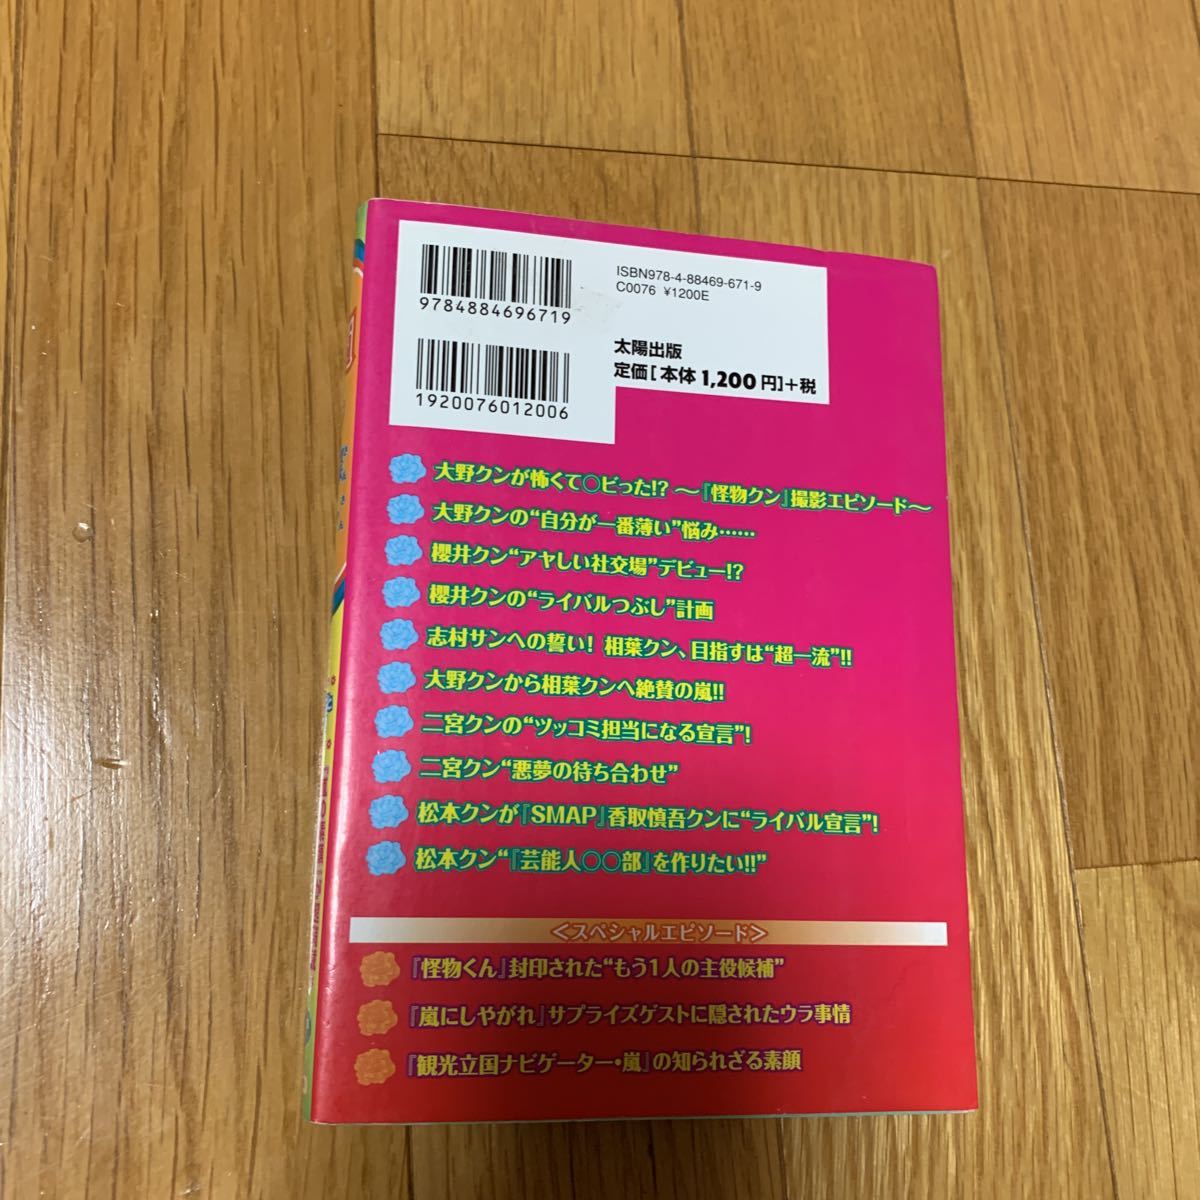 9784884696719
ISBN978-4-88469-671-9
C0076 ¥1200E
1920076012006
太陽出版
定価[本体1,200円]+税
大野クンが怖くて○ビった!? ～『怪物クン』撮影エピソード～
大野クンの“自分が一番薄い”悩み……
櫻井クン“アヤしい社交場”デビュー!?
櫻井クンの“ライバルつぶし”計画
志村サンへの誓い! 相葉クン、目指すは“超一流”!!
大野クンから相葉クンへ絶賛の嵐!!
二宮クンの“ツッコミ担当になる宣言”!
二宮クン“悪夢の待ち合わせ”
松本クンが『SMAP』香取慎吾クンに“ライバル宣言”!
松本クン“『芸能人○○部』を作りたい!!”
<スペシャルエピソード>
『怪物くん』封印された“もう1人の主役候補”
『嵐にしやがれ』サプライズゲストに隠されたウラ事情
『観光立国ナビゲーター・嵐』の知られざる素顔